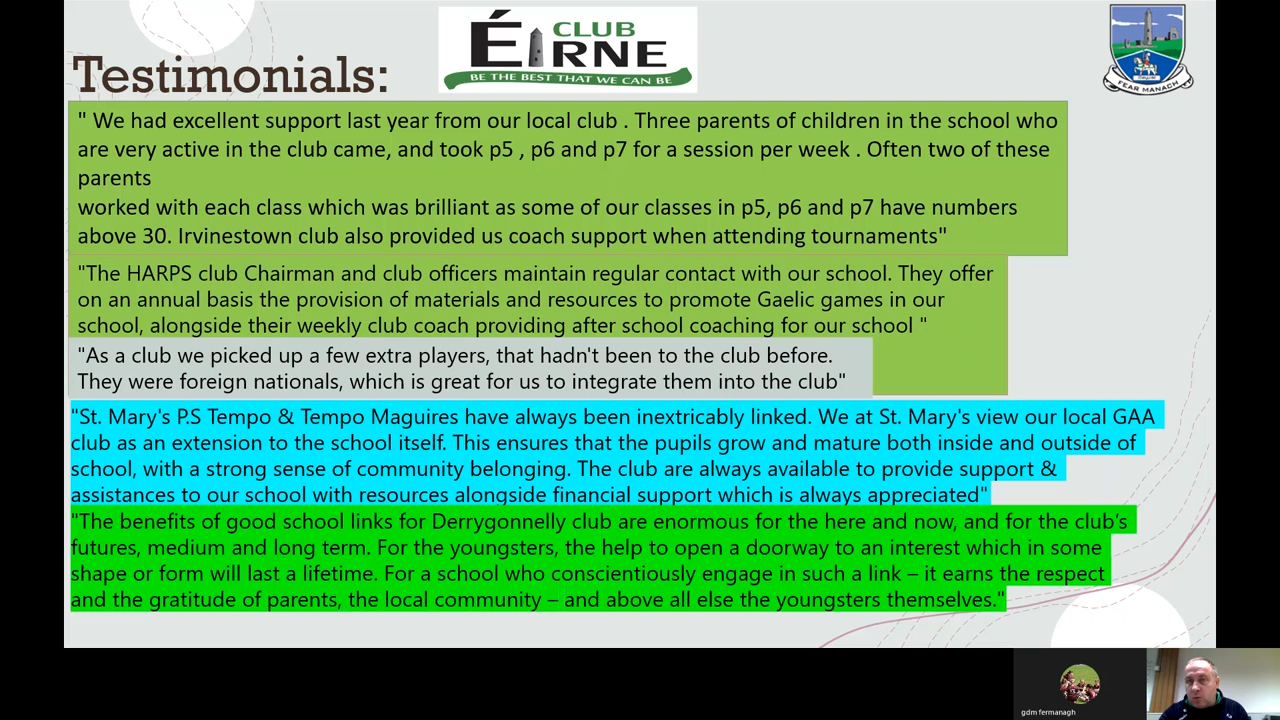 CLUB
ÉIRNE
BE THE BEST THAT WE CAN BE
FEAR MANACH
Testimonials:
" We had excellent support last year from our local club . Three parents of children in the school who
are very active in the club came, and took p5 , p6 and p7 for a session per week . Often two of these
parents
worked with each class which was brilliant as some of our classes in p5, p6 and p7 have numbers
above 30. Irvinestown club also provided us coach support when attending tournaments"
"The HARPS club Chairman and club officers maintain regular contact with our school. They offer
on an annual basis the provision of materials and resources to promote Gaelic games in our
school, alongside their weekly club coach providing after school coaching for our school "
"As a club we picked up a few extra players, that hadn't been to the club before.
They were foreign nationals, which is great for us to integrate them into the club"
"St. Mary's P.S Tempo & Tempo Maguires have always been inextricably linked. We at St. Mary's view our local GAA
club as an extension to the school itself. This ensures that the pupils grow and mature both inside and outside of
school, with a strong sense of community belonging. The club are always available to provide support &
assistances to our school with resources alongside financial support which is always appreciated"
"The benefits of good school links for Derrygonnelly club are enormous for the here and now, and for the club's
futures, medium and long term. For the youngsters, the help to open a doorway to an interest which in some
shape or form will last a lifetime. For a school who conscientiously engage in such a link – it earns the respect
and the gratitude of parents, the local community – and above all else the youngsters themselves."
gdm fermanagh